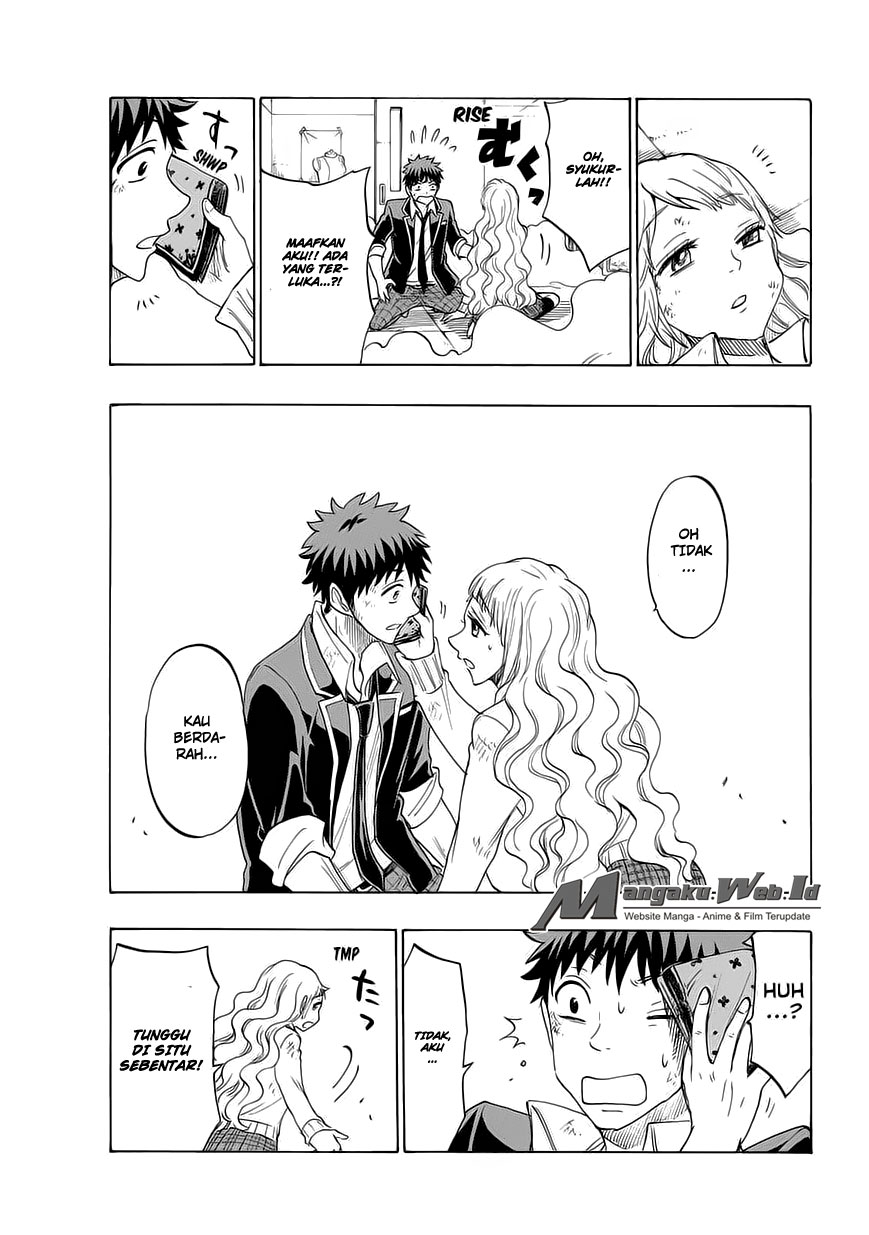 OH,
SYUKUR-
LAH!!
RISE
むくっ
MAAFKAN
AKU!! ADA
YANG TER-
LUKA...?!
すっ
SHWP
OH
TIDAK
...
KAU
BERDA-
RAH...
Mangaku.Web.Id
Website Manga - Anime & Film Terupdate
HUH
...?
TIDAK,
AKU
...
TMP
たっ
TUNGGU
DI SITU
SEBENTAR!